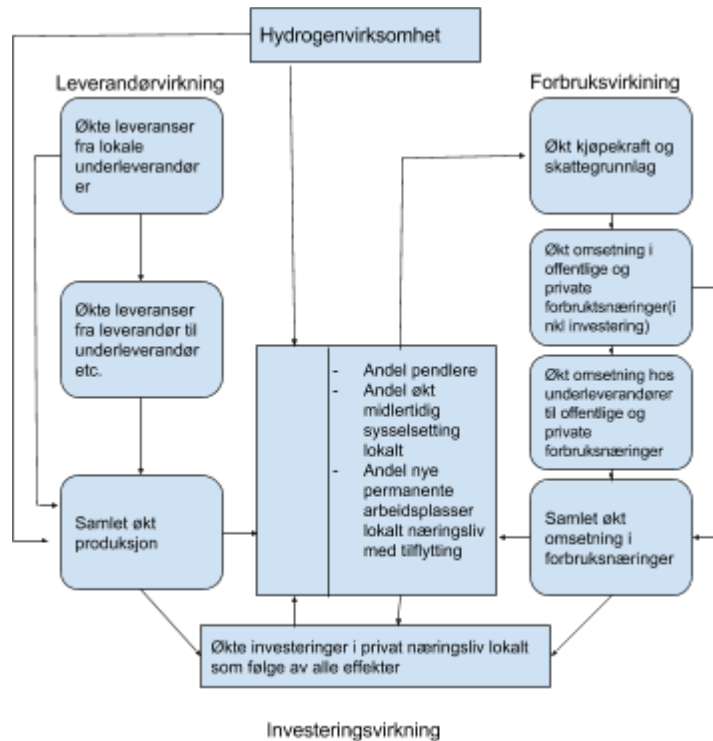 Hydrogenvirksomhet
Leverandørvirkning
Økte leveranser
fra lokale
underleverandør
er
Økte leveranser
fra leverandør til
underleverandør
etc.
Samlet økt
produksjon
- Andel pendlere
- Andel økt
midlertidig
sysselsetting
lokalt
- Andel nye
permanente
arbeidsplasser
lokalt næringsliv
med tilflytting
Forbruksvirkining
Økt kjøpekraft og
skattegrunnlag
Økt omsetning i
offentlige og
private
forbruktsnæringer(i
nkl investering)
Økt omsetning hos
underleverandører
til offentlige og
private
forbruksnæringer
Samlet økt
omsetning i
forbruksnæringer
Økte investeringer i privat næringsliv lokalt
som følge av alle effekter
Investeringsvirkning